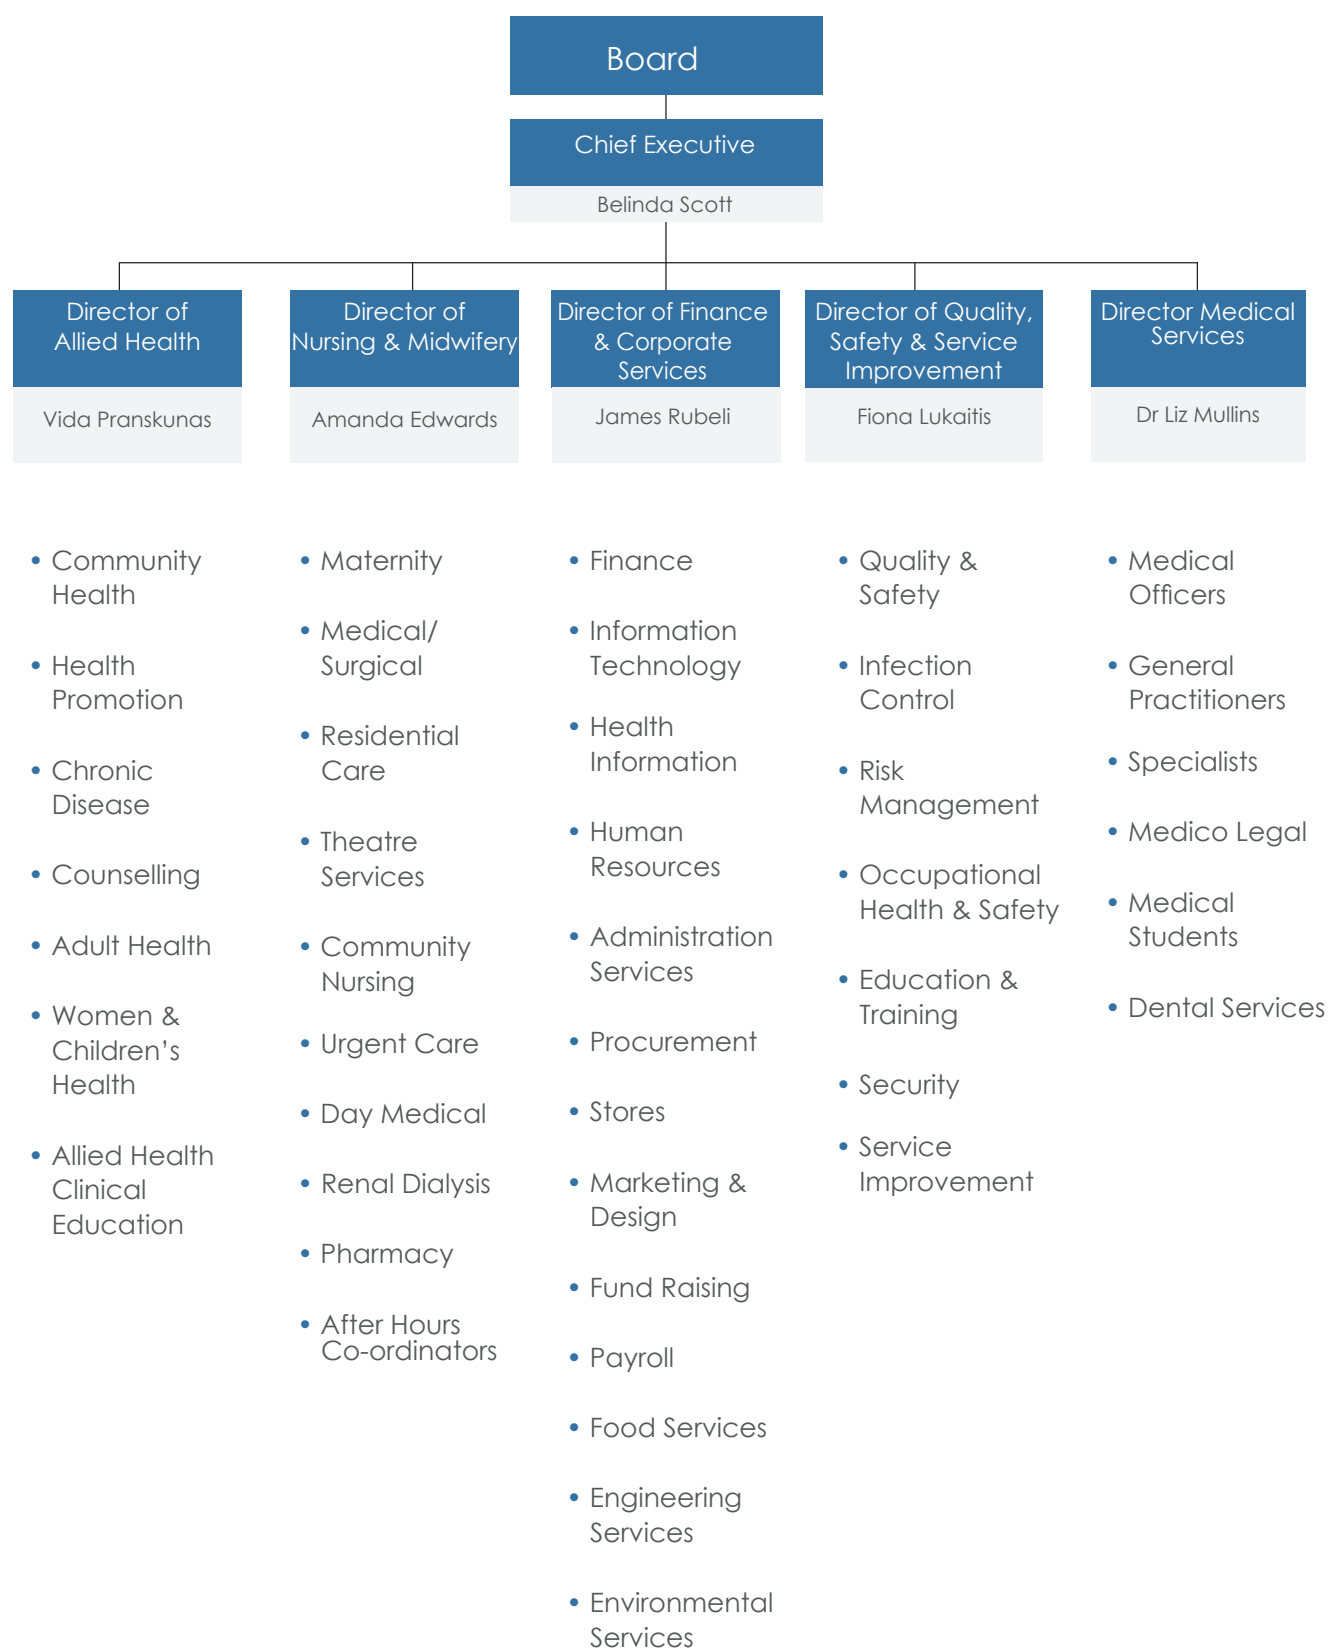 Board
Chief Executive
Belinda Scott
Director of
Allied Health
Vida Pranskunas
Director of
Nursing & Midwifery
Amanda Edwards
Director of Finance
& Corporate
Services
James Rubeli
Director of Quality,
Safety & Service
Improvement
Fiona Lukaitis
Director Medical
Services
Dr Liz Mullins
• Community
Health
• Health
Promotion
• Chronic
Disease
• Counselling
• Adult Health
• Women &
Children’s
Health
• Allied Health
Clinical
Education
• Maternity
• Medical/
Surgical
• Residential
Care
• Theatre
Services
• Community
Nursing
• Urgent Care
• Day Medical
• Renal Dialysis
• Pharmacy
• After Hours
Co-ordinators
• Finance
• Information
Technology
• Health
Information
• Human
Resources
• Administration
Services
• Procurement
• Stores
• Marketing &
Design
• Fund Raising
• Payroll
• Food Services
• Engineering
Services
• Environmental
Services
• Quality &
Safety
• Infection
Control
• Risk
Management
• Occupational
Health & Safety
• Education &
Training
• Security
• Service
Improvement
• Medical
Officers
• General
Practitioners
• Specialists
• Medico Legal
• Medical
Students
• Dental Services